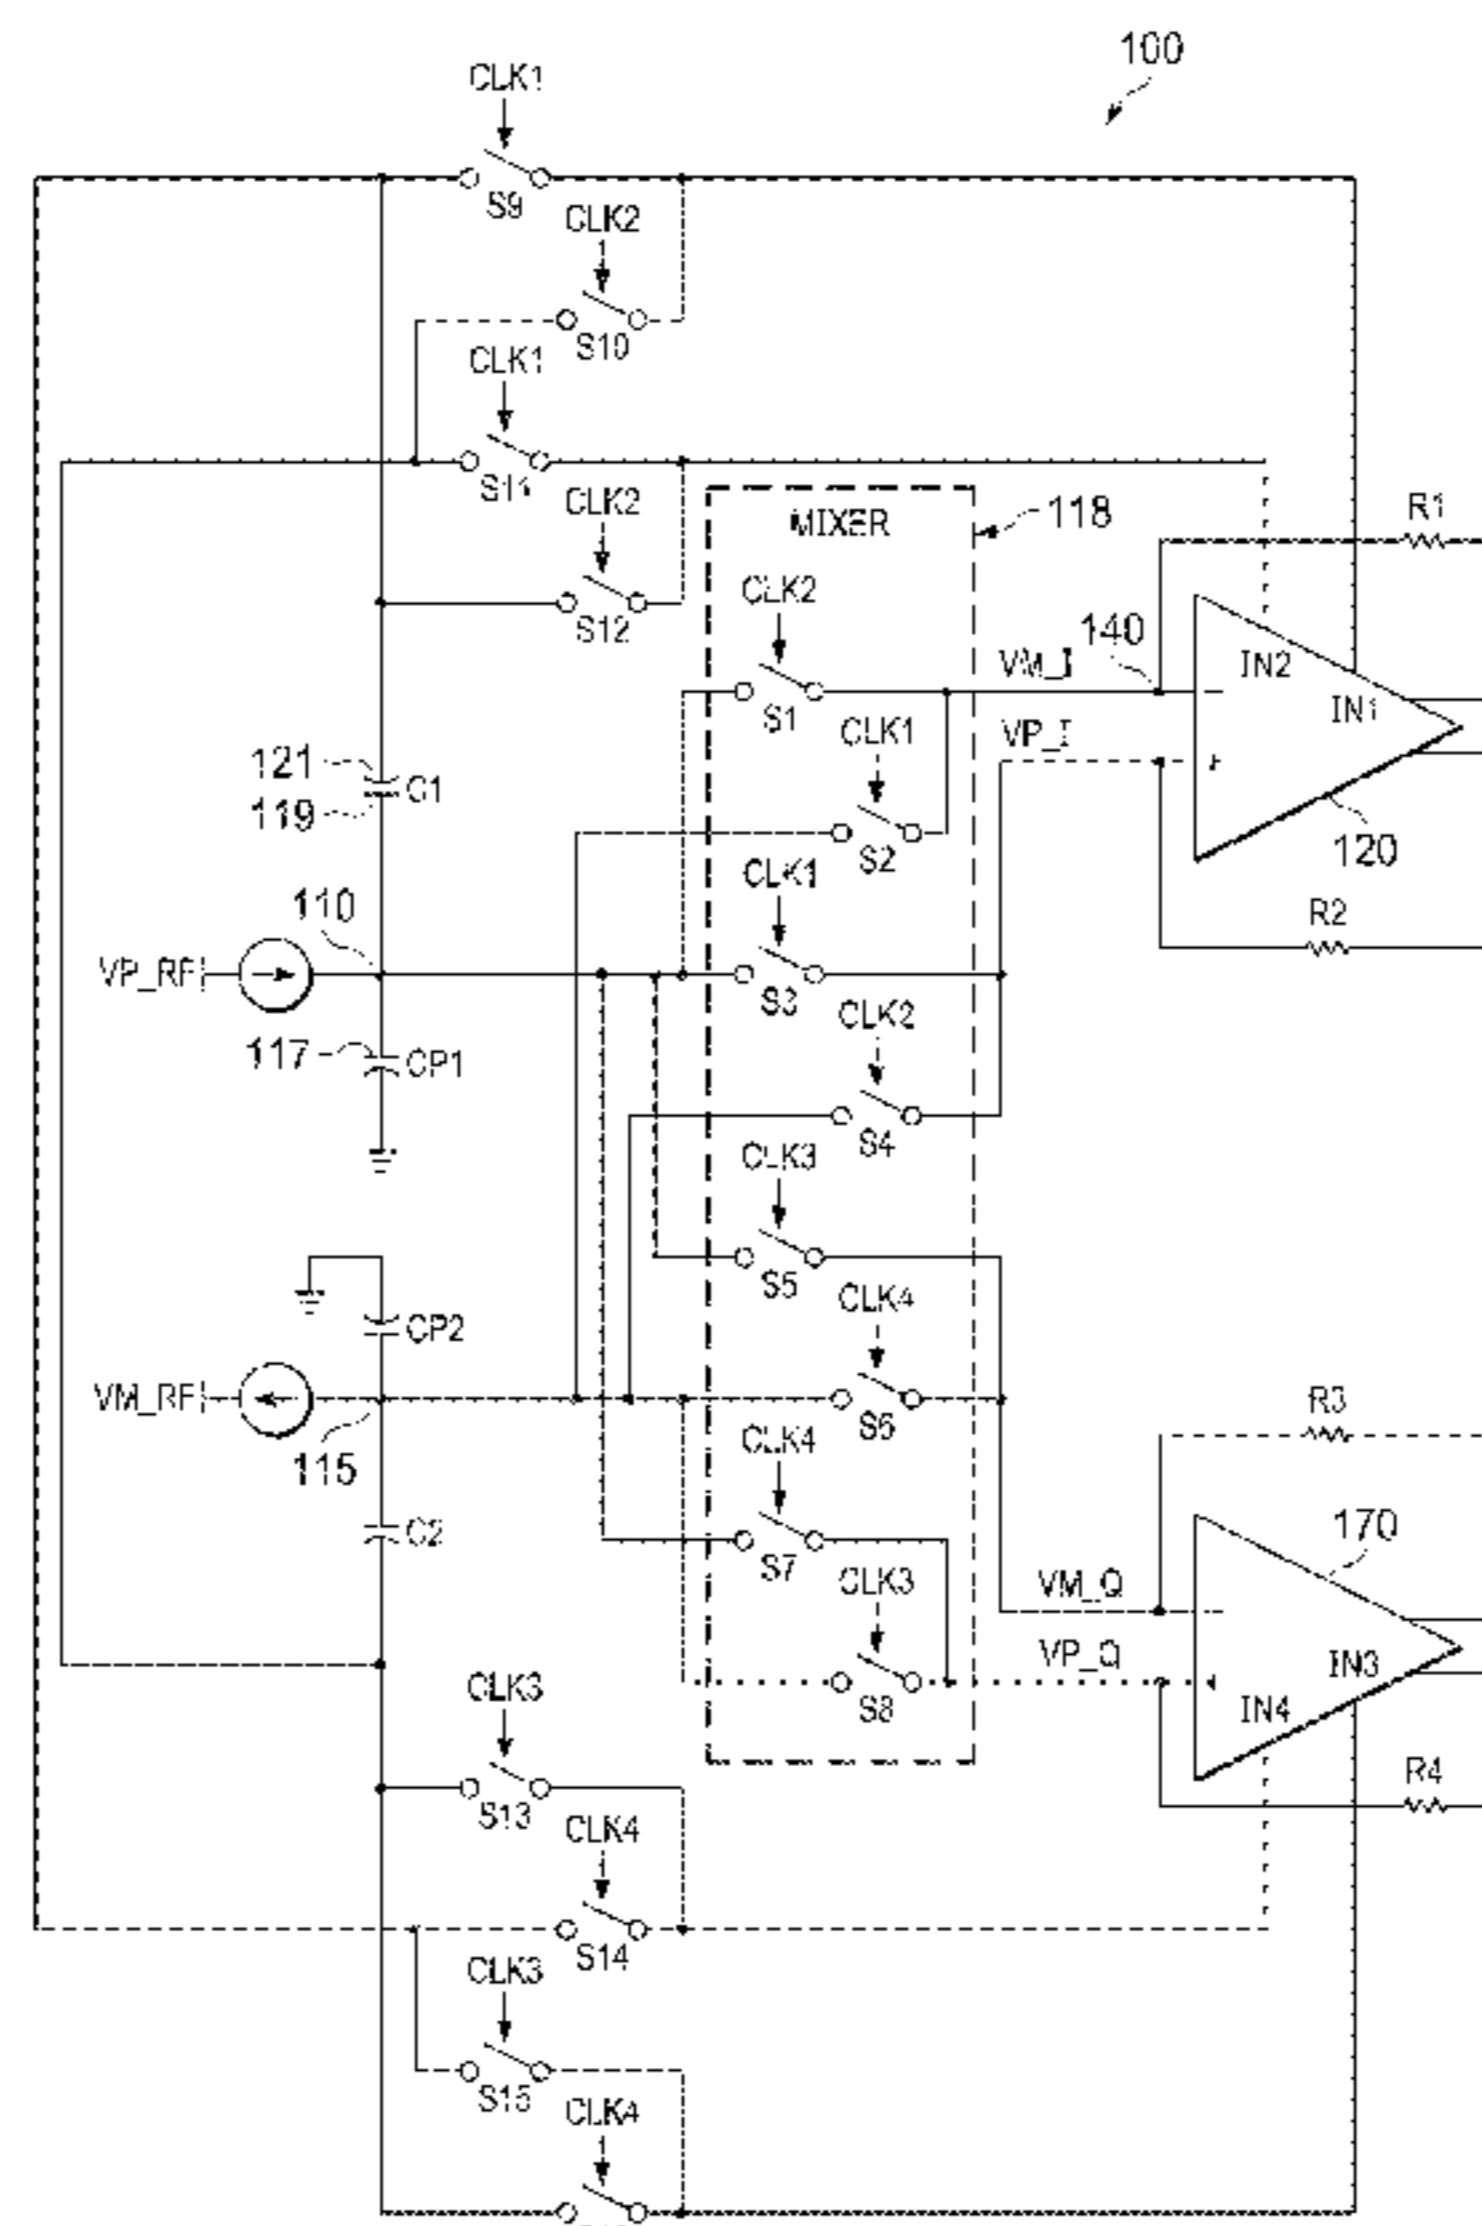 100
CLK1
S9
CLK2
S10
CLK1
S11
CLK2
S12
MIXER
118
R1
CLK2
140
S1
VM_I
IN2
IN1
CLK1
VP_I
121
C1
119
S2
120
CLK1
110
R2
VP_RF
S3
CLK2
117
CP1
S4
CLK3
S5
CLK4
CP2
VM_RF
S6
R3
115
CLK4
C2
S7
170
CLK3
VM_Q
VP_Q
IN3
CLK3
S8
IN4
S13
R4
CLK4
S14
CLK3
S15
CLK4